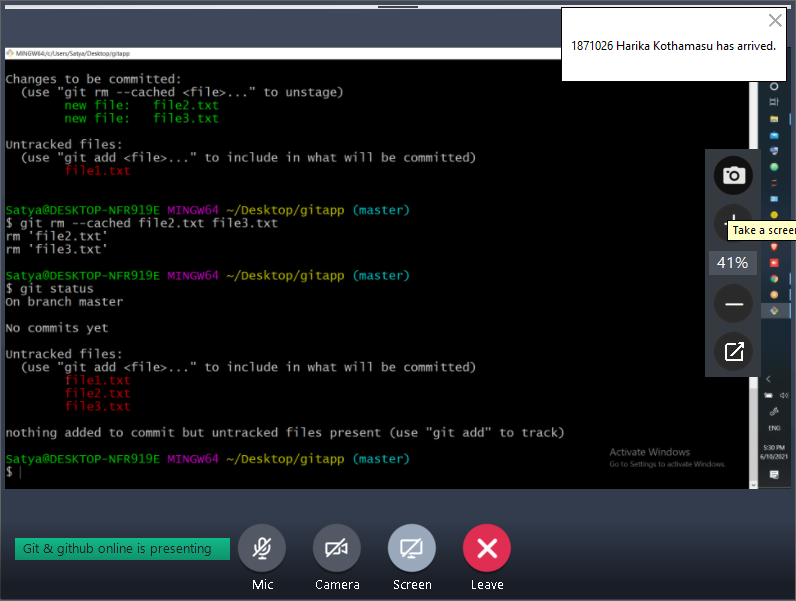 1871026 Harika Kothamasu has arrived.
MINGW64:/c/Users/Satya/Desktop/gitapp
Changes to be committed:
(use "git rm --cached <file>..." to unstage)
new file:   file2.txt
new file:   file3.txt
Untracked files:
(use "git add <file>..." to include in what will be committed)
file1.txt
Satya@DESKTOP-NFR919E MINGW64 ~/Desktop/gitapp (master)
$ git rm --cached file2.txt file3.txt
rm 'file2.txt'
rm 'file3.txt'
Satya@DESKTOP-NFR919E MINGW64 ~/Desktop/gitapp (master)
$ git status
On branch master
No commits yet
Untracked files:
(use "git add <file>..." to include in what will be committed)
file1.txt
file2.txt
file3.txt
nothing added to commit but untracked files present (use "git add" to track)
Satya@DESKTOP-NFR919E MINGW64 ~/Desktop/gitapp (master)
$
Take a screen
41%
Activate Windows
Go to Settings to activate Windows.
ENG
5:30 PM
6/10/2021
Git & github online is presenting
Mic
Camera
Screen
Leave